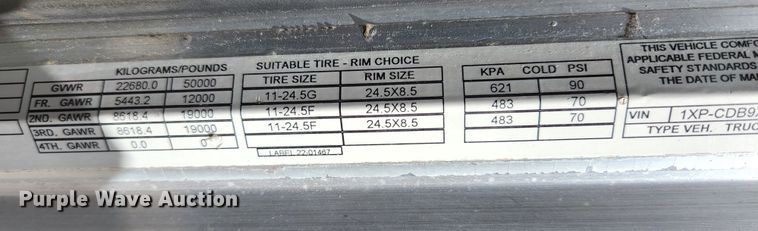 KILOGRAMS/POUNDS
GVWR 22680.0 50000
FR. GAWR 5443.2 12000
2ND. GAWR 8618.4 19000
3RD. GAWR 8618.4 19000
4TH. GAWR 0.0 0
SUITABLE TIRE - RIM CHOICE
TIRE SIZE RIM SIZE
11-24.5G 24.5X8.5
11-24.5F 24.5X8.5
11-24.5F 24.5X8.5
LABEL 22-01467
KPA COLD PSI
621 90
483 70
483 70
THIS VEHICLE COMFO
APPLICABLE FEDERAL M
SAFETY STANDARDS
THE DATE OF MA
VIN 1XP-CDB9
TYPE VEH. TRUC
Purple Wave Auction